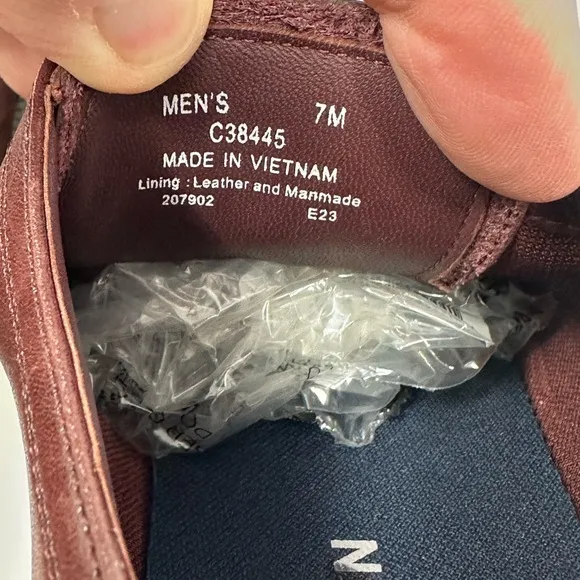 MEN'S 7M
C38445
MADE IN VIETNAM
Lining : Leather and Manmade
207902 E23
N